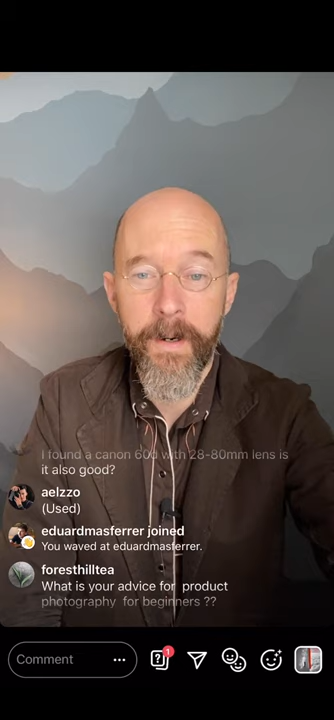 I found a canon 60d with 28-80mm lens is
it also good?
aelzzo
(Used)
eduardmasferrer joined
You waved at eduardmasferrer.
foresthilltea
What is your advice for product
photography for beginners ??
Comment
1